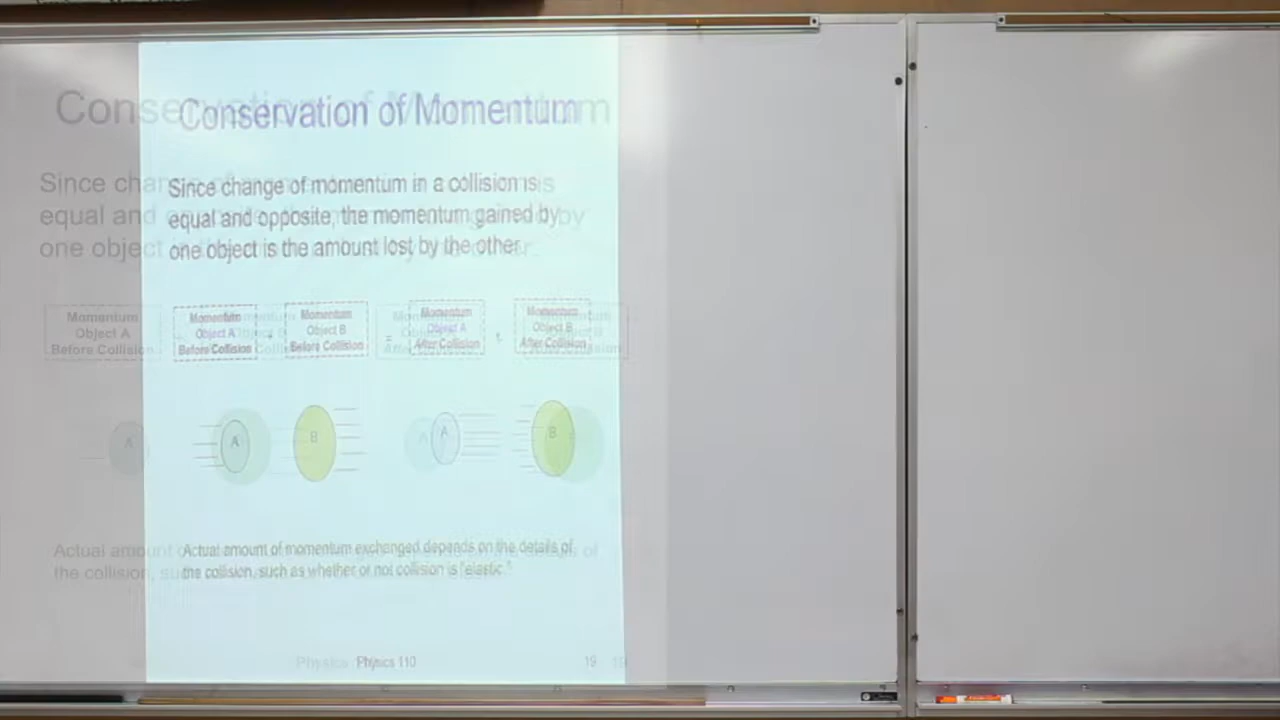 Conservation of Momentum
Since change of momentum in a collision is
equal and opposite, the momentum gained by
one object is the amount lost by the other.
Momentum
Object A
Before Collision
+
Momentum
Object B
Before Collision
=
Momentum
Object A
After Collision
+
Momentum
Object B
After Collision
A
B
A
B
Actual amount of momentum exchanged depends on the details of
the collision, such as whether or not collision is "elastic."
Physics 110
19